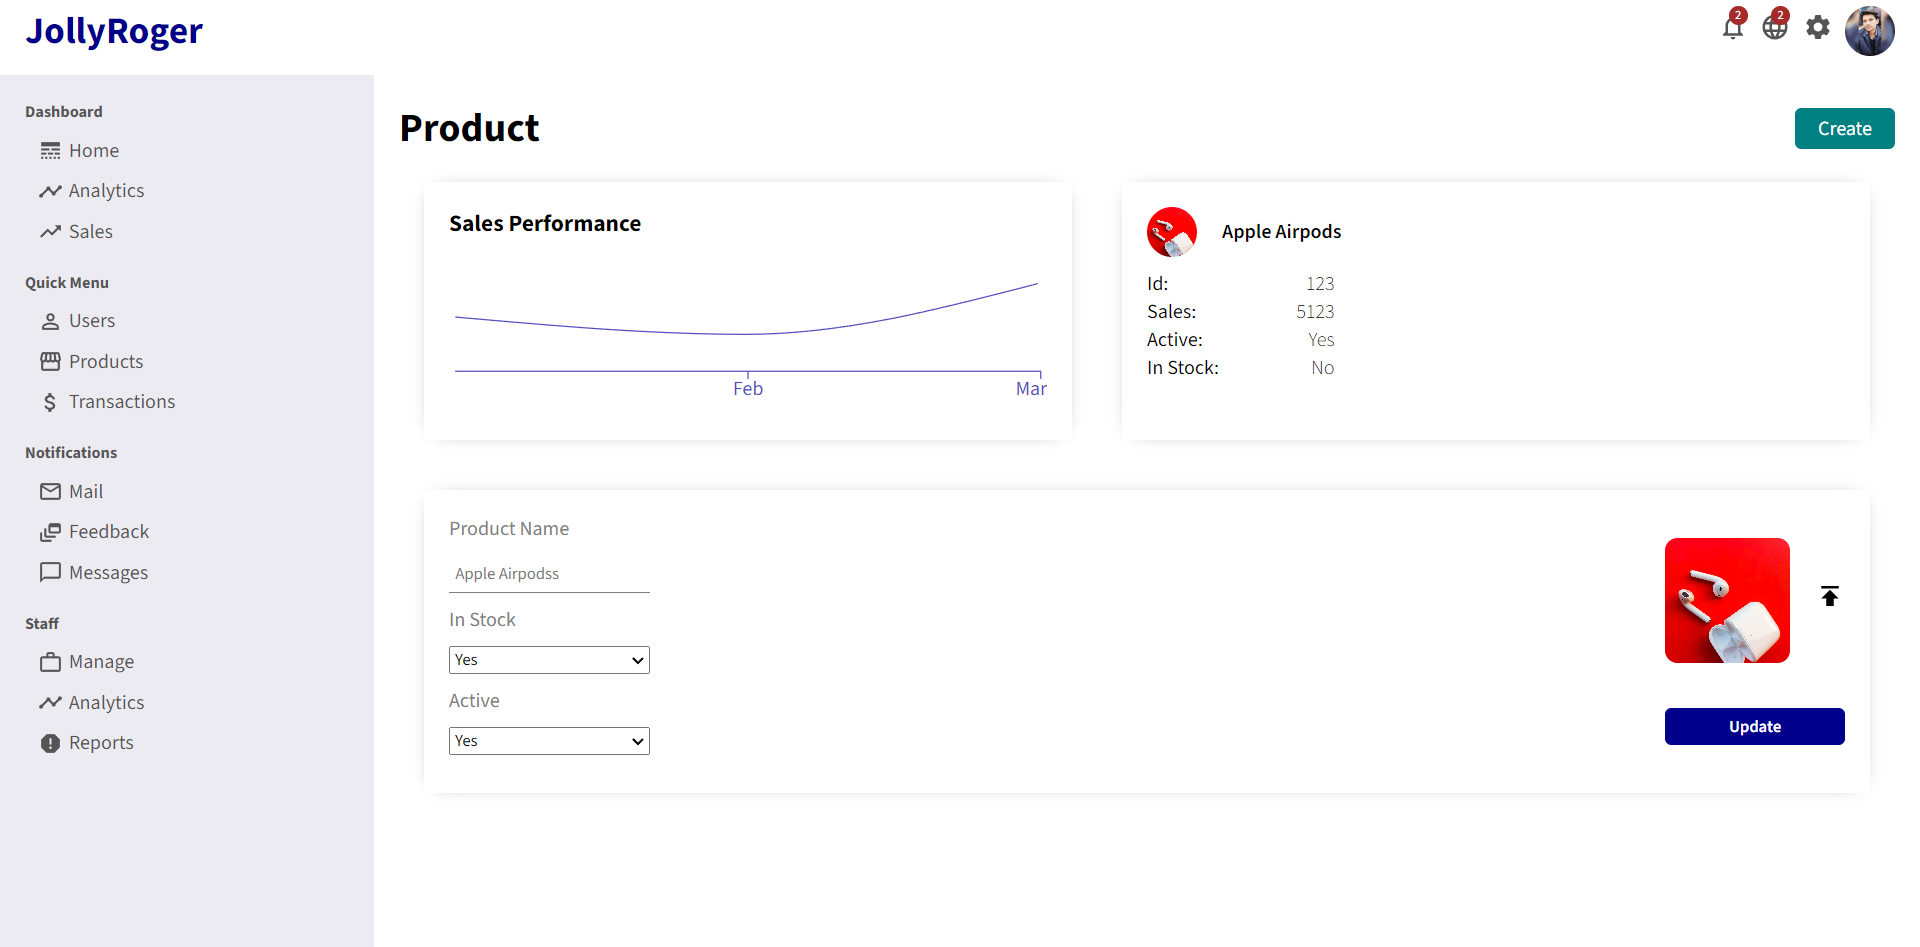 JollyRoger
2
2
Dashboard
Home
Analytics
Sales
Quick Menu
Users
Products
Transactions
Notifications
Mail
Feedback
Messages
Staff
Manage
Analytics
Reports
Product
Create
Sales Performance
Feb
Mar
Apple Airpods
Id: 123
Sales: 5123
Active: Yes
In Stock: No
Product Name
Apple Airpodss
In Stock
Yes
Active
Yes
Update